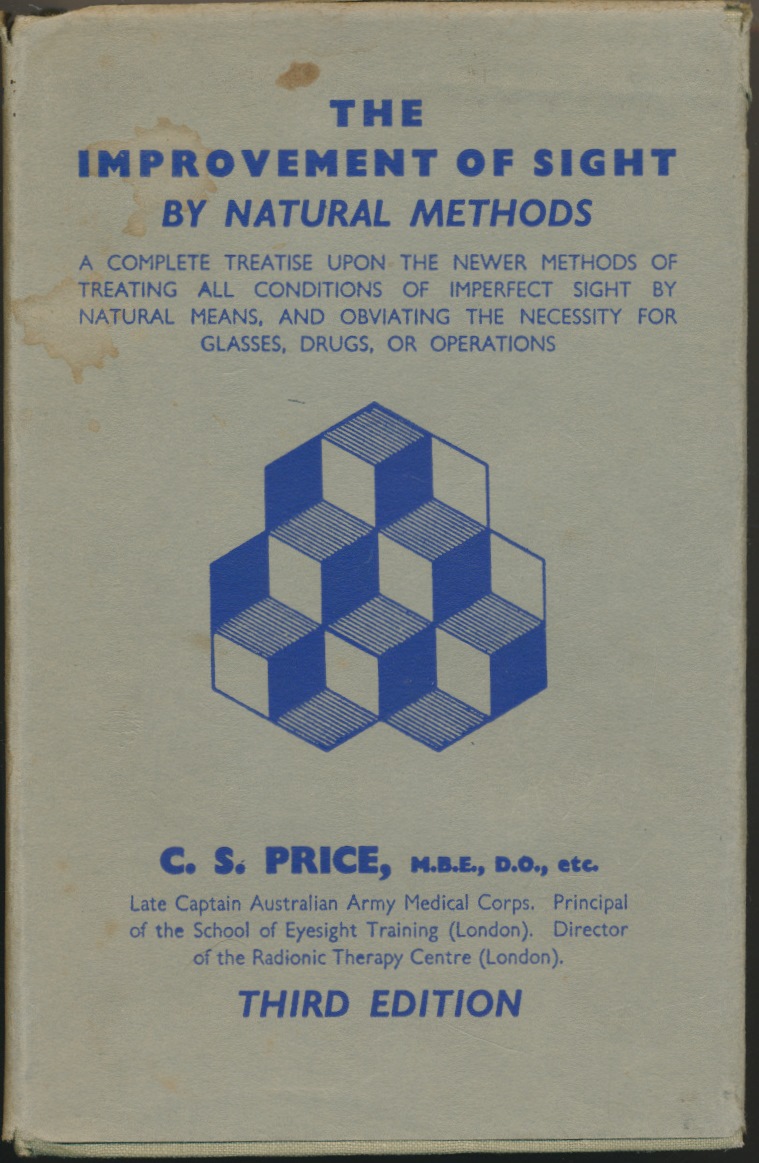 THE
IMPROVEMENT OF SIGHT
BY NATURAL METHODS
A COMPLETE TREATISE UPON THE NEWER METHODS OF
TREATING ALL CONDITIONS OF IMPERFECT SIGHT BY
NATURAL MEANS, AND OBVIATING THE NECESSITY FOR
GLASSES, DRUGS, OR OPERATIONS
C. S. PRICE, M.B.E., D.O., etc.
Late Captain Australian Army Medical Corps. Principal
of the School of Eyesight Training (London). Director
of the Radionic Therapy Centre (London).
THIRD EDITION